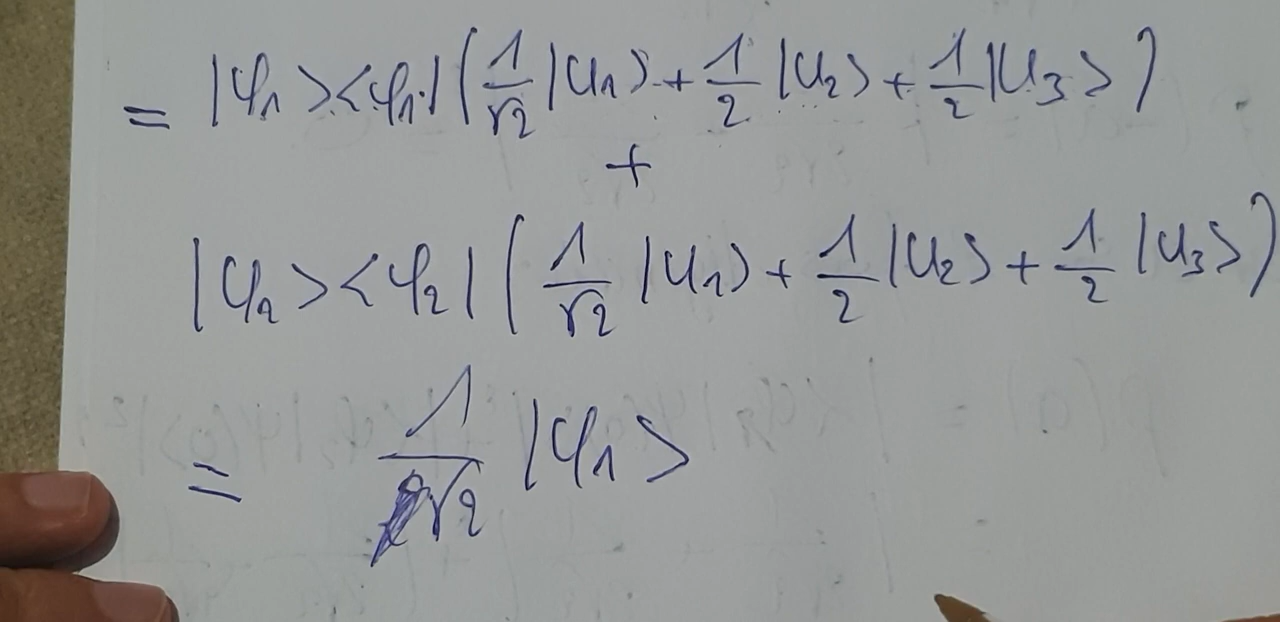 = |φ₁><φ₁|(1/√2 |u₁> + 1/2 |u₂> + 1/2 |u₃>)
+
|φ₂><φ₂|(1/√2 |u₁> + 1/2 |u₂> + 1/2 |u₃>)
= 1/√2 |φ₁>